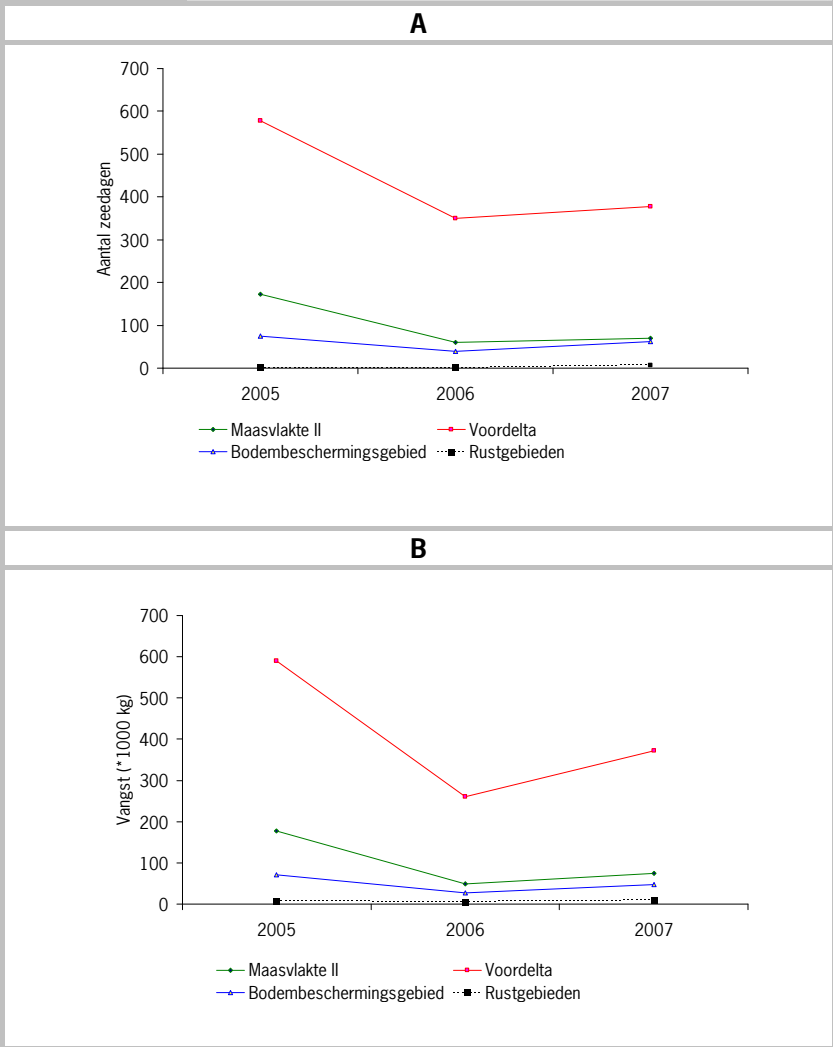 A
700
600
500
400
300
200
100
0
Aantal zeedagen
2005 2006 2007
Maasvlakte II Voordelta
Bodembeschermingsgebied Rustgebieden
B
700
600
500
400
300
200
100
0
Vangst (*1000 kg)
2005 2006 2007
Maasvlakte II Voordelta
Bodembeschermingsgebied Rustgebieden